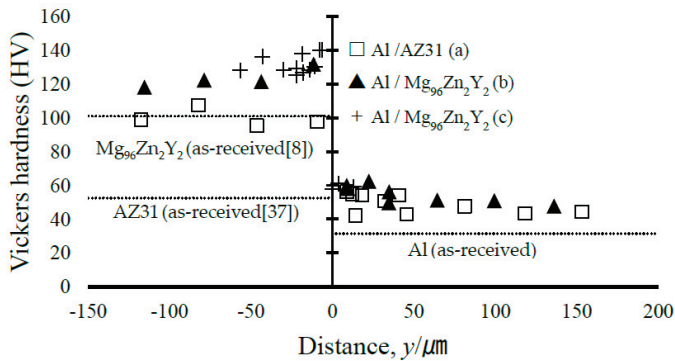 160
140
120
100
80
60
40
20
0
Vickers hardness (HV)
Al /AZ31 (a)
Al / Mg₉₆Zn₂Y₂ (b)
Al / Mg₉₆Zn₂Y₂ (c)
Mg₉₆Zn₂Y₂ (as-received[8])
AZ31 (as-received[37])
Al (as-received)
-150 -100 -50 0 50 100 150 200
Distance, y/㎛